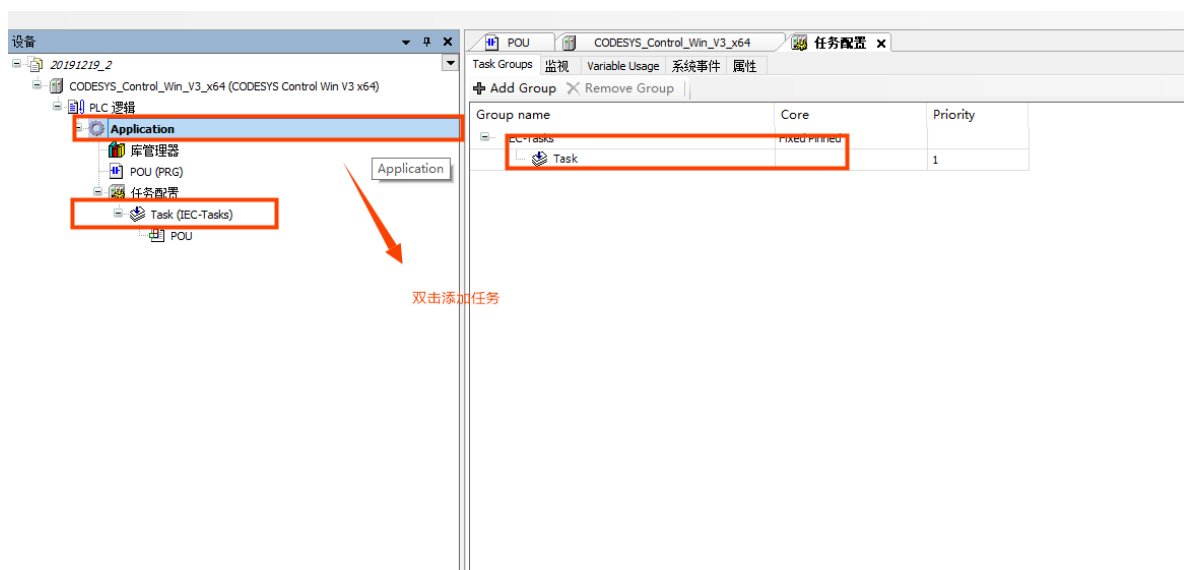 设备
20191219_2
CODESYS_Control_Win_V3_x64 (CODESYS Control Win V3 x64)
PLC 逻辑
Application
库管理器
POU (PRG)
任务配置
Task (IEC-Tasks)
POU
Application
双击添加任务
POU CODESYS_Control_Win_V3_x64 任务配置
Task Groups 监视 Variable Usage 系统事件 属性
Add Group Remove Group
Group name Core Priority
IEC-Tasks Fixed Pinned
Task 1